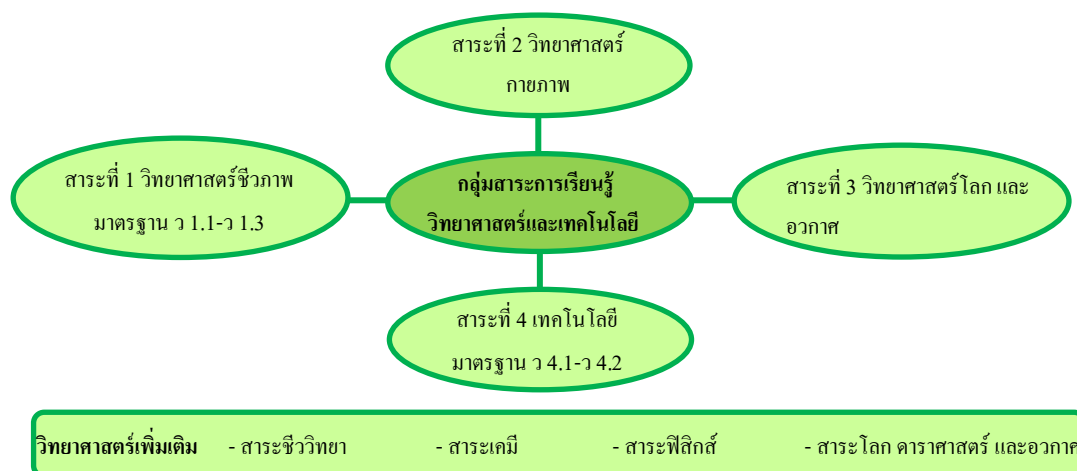 สาระที่ 2 วิทยาศาสตร์
กายภาพ
สาระที่ 1 วิทยาศาสตร์ชีวภาพ
มาตรฐาน ว 1.1-ว 1.3
กลุ่มสาระการเรียนรู้
วิทยาศาสตร์และเทคโนโลยี
สาระที่ 3 วิทยาศาสตร์โลก และ
อวกาศ
สาระที่ 4 เทคโนโลยี
มาตรฐาน ว 4.1-ว 4.2
วิทยาศาสตร์เพิ่มเติม - สาระชีววิทยา - สาระเคมี - สาระฟิสิกส์ - สาระโลก ดาราศาสตร์ และอวกาศ